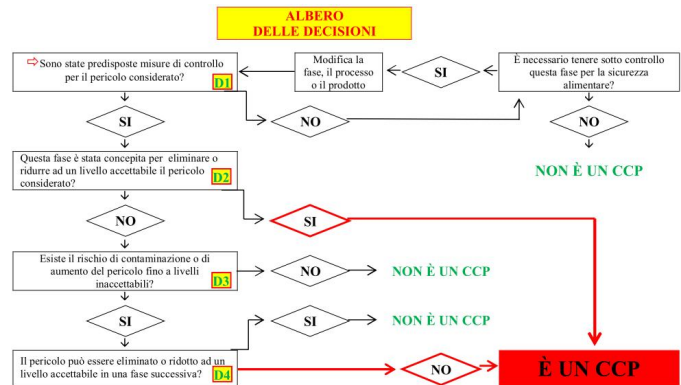 ALBERO
DELLE DECISIONI
⇨Sono state predisposte misure di controllo
per il pericolo considerato?
D1
Modifica la
fase, il processo
o il prodotto
SI
È necessario tenere sotto controllo
questa fase per la sicurezza
alimentare?
SI
NO
NO
NON È UN CCP
Questa fase è stata concepita per eliminare o
ridurre ad un livello accettabile il pericolo
considerato?
D2
NO
SI
Esiste il rischio di contaminazione o di
aumento del pericolo fino a livelli
inaccettabili?
D3
NO
NON È UN CCP
SI
SI
NON È UN CCP
Il pericolo può essere eliminato o ridotto ad un
livello accettabile in una fase successiva?
D4
NO
È UN CCP